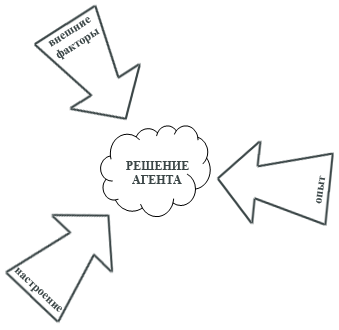 внешние
факторы
РЕШЕНИЕ
АГЕНТА
опыт
настроение